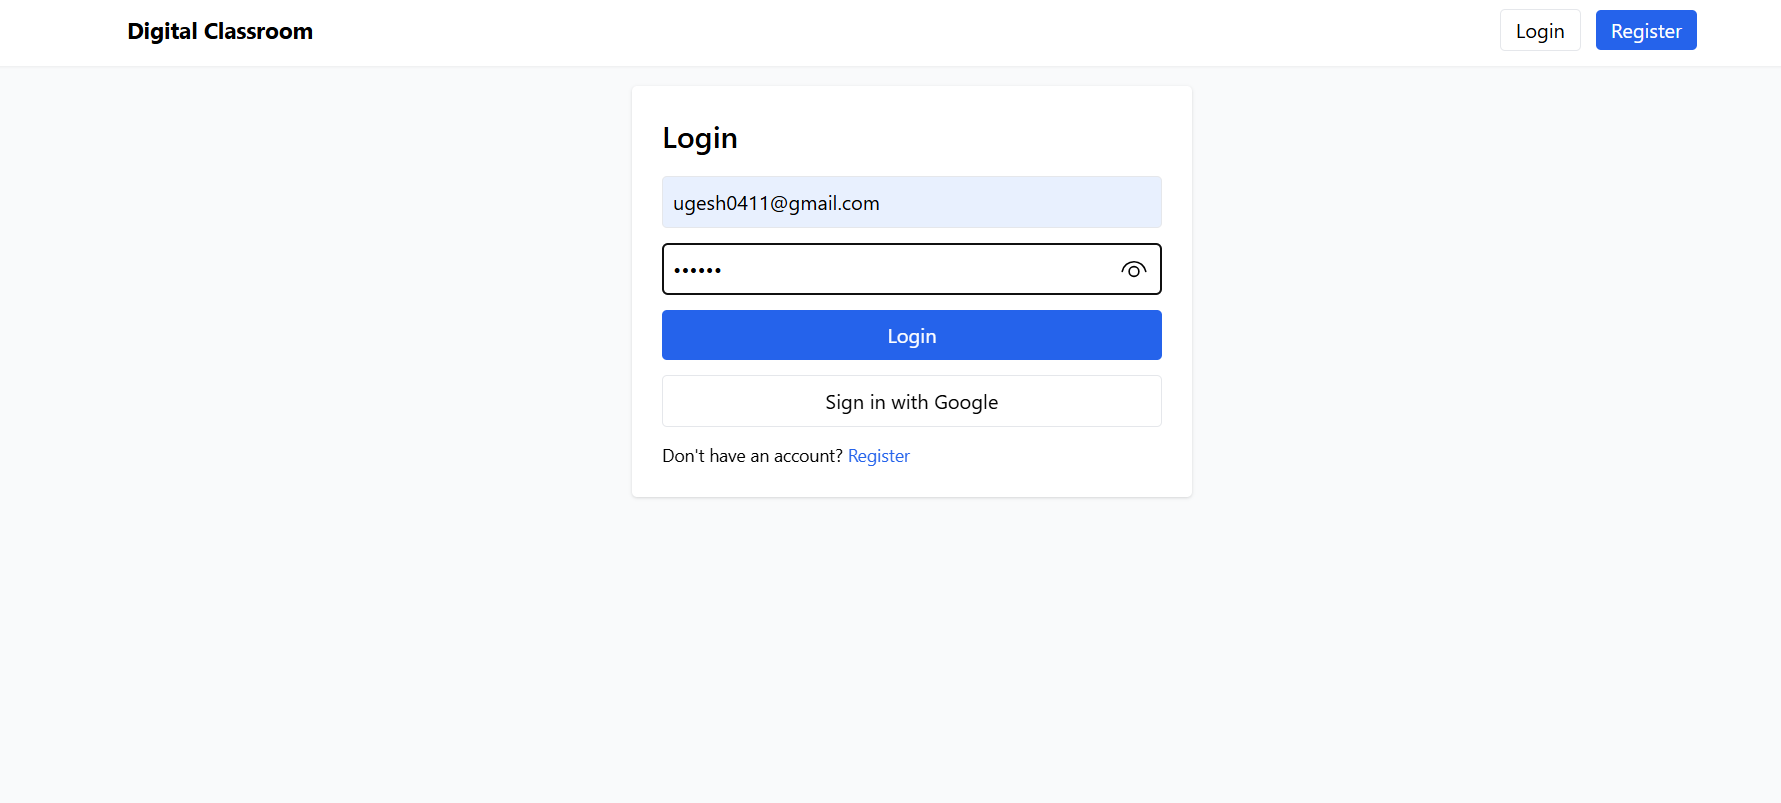 Digital Classroom
Login Register
Login
ugesh0411@gmail.com
••••••
Login
Sign in with Google
Don't have an account? Register